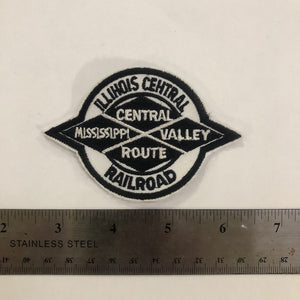 ILLINOIS CENTRAL
CENTRAL
MISSISSIPPI VALLEY
ROUTE
RAILROAD
2 3 4 5 6 7
STAINLESS STEEL